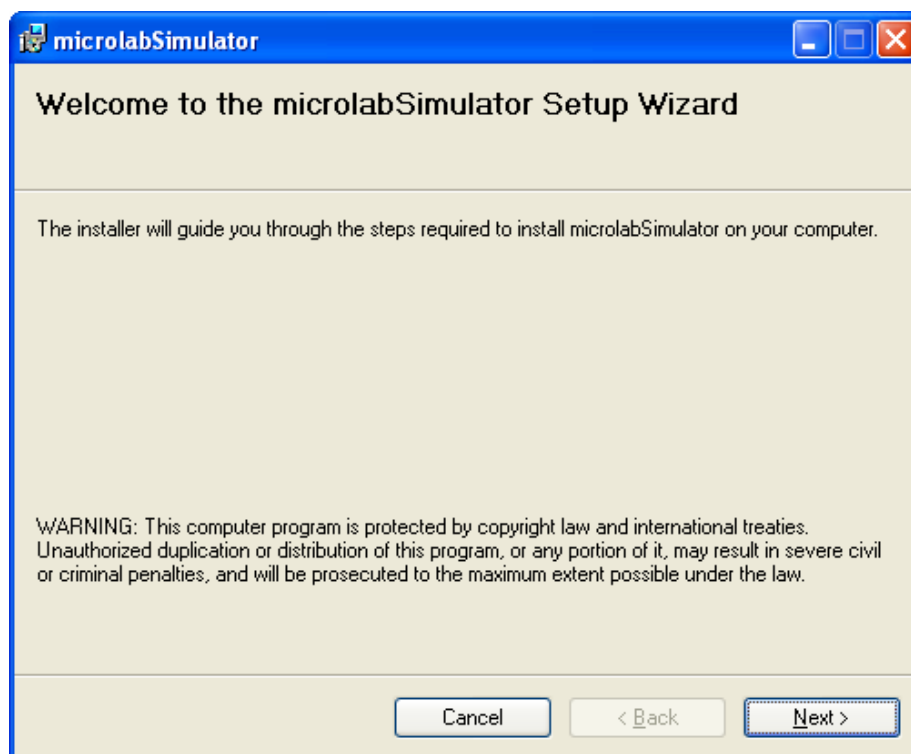 microlabSimulator
Welcome to the microlabSimulator Setup Wizard
The installer will guide you through the steps required to install microlabSimulator on your computer.
WARNING: This computer program is protected by copyright law and international treaties.
Unauthorized duplication or distribution of this program, or any portion of it, may result in severe civil
or criminal penalties, and will be prosecuted to the maximum extent possible under the law.
Cancel < Back Next >